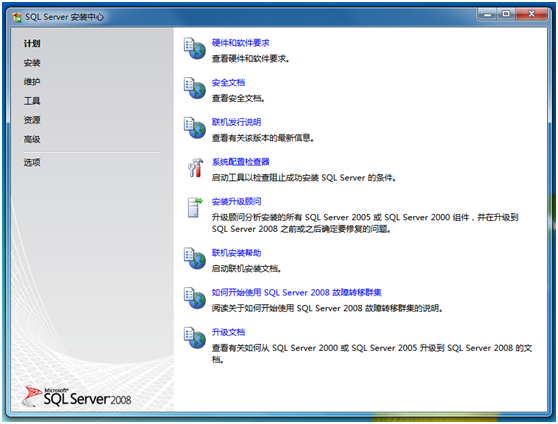 SQL Server 安装中心
计划
安装
维护
工具
资源
高级
选项
硬件和软件要求
查看硬件和软件要求。
安全文档
查看安全文档。
联机发行说明
查看有关该版本的最新信息。
系统配置检查器
启动工具以检查阻止成功安装 SQL Server 的条件。
安装升级顾问
升级顾问分析安装的所有 SQL Server 2005 或 SQL Server 2000 组件，并在升级到
SQL Server 2008 之前或之后确定要修复的问题。
联机安装帮助
启动联机安装文档。
如何开始使用 SQL Server 2008 故障转移群集
阅读关于如何开始使用 SQL Server 2008 故障转移群集的说明。
升级文档
查看有关如何从 SQL Server 2000 或 SQL Server 2005 升级到 SQL Server 2008 的文
档。
Microsoft®
SQL Server 2008